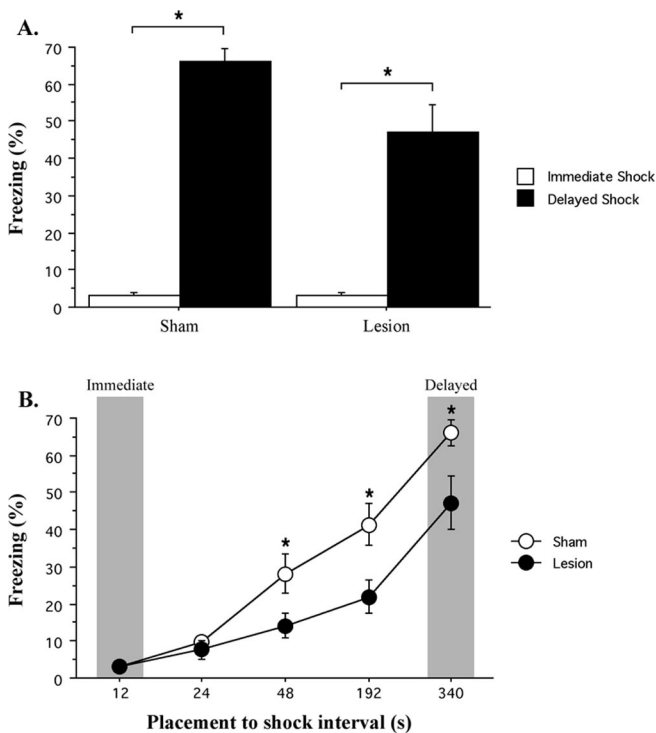 A.
*
*
70
60
50
40
30
20
10
0
Freezing (%)
Sham
Lesion
Immediate Shock
Delayed Shock
Immediate
Delayed
B.
70
60
50
40
30
20
10
0
Freezing (%)
*
*
*
Sham
Lesion
12 24 48 192 340
Placement to shock interval (s)